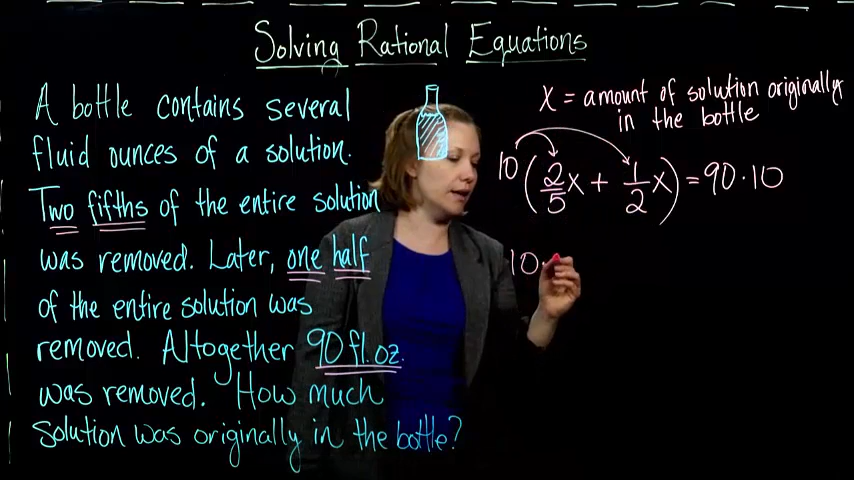 Solving Rational Equations
A bottle contains several
fluid ounces of a solution.
Two fifths of the entire solution
was removed. Later, one half
of the entire solution was
removed. Altogether 90 fl. oz.
was removed. How much
solution was originally in the bottle?
X = amount of solution originally
in the bottle
10 (2/5 x + 1/2 x) = 90 · 10
10 ·